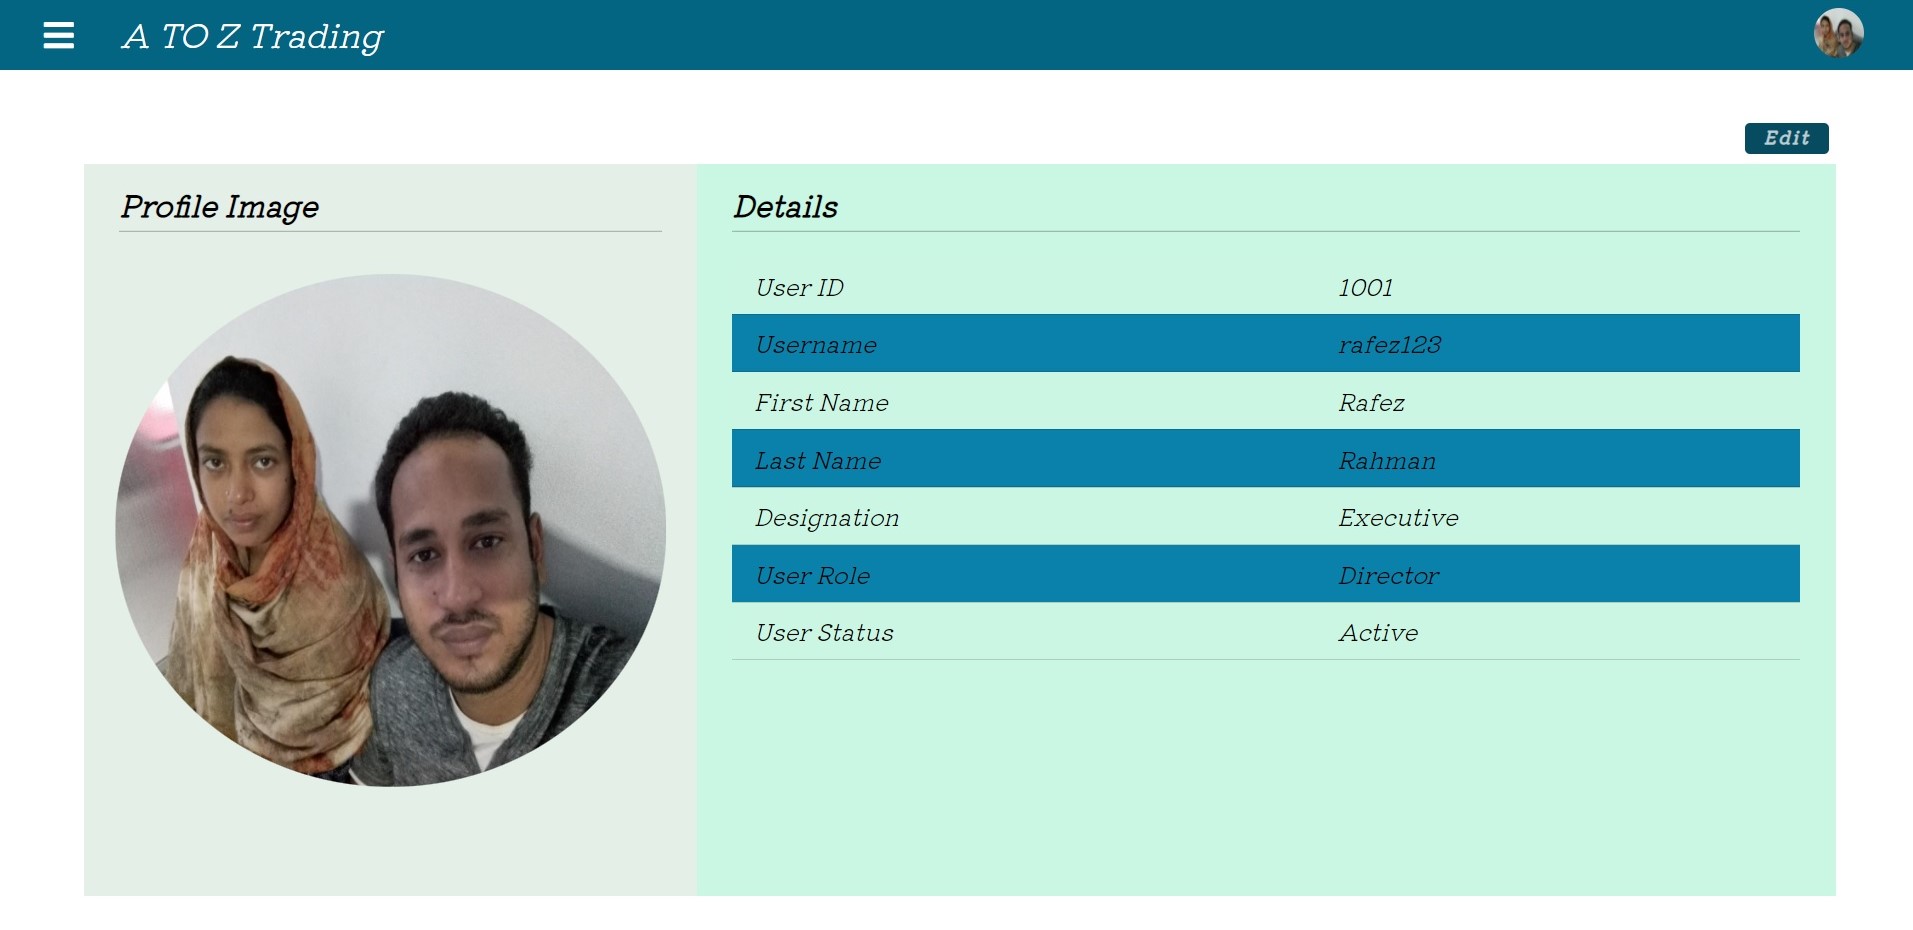 A TO Z Trading
Edit
Profile Image
Details
User ID 1001
Username rafez123
First Name Rafez
Last Name Rahman
Designation Executive
User Role Director
User Status Active